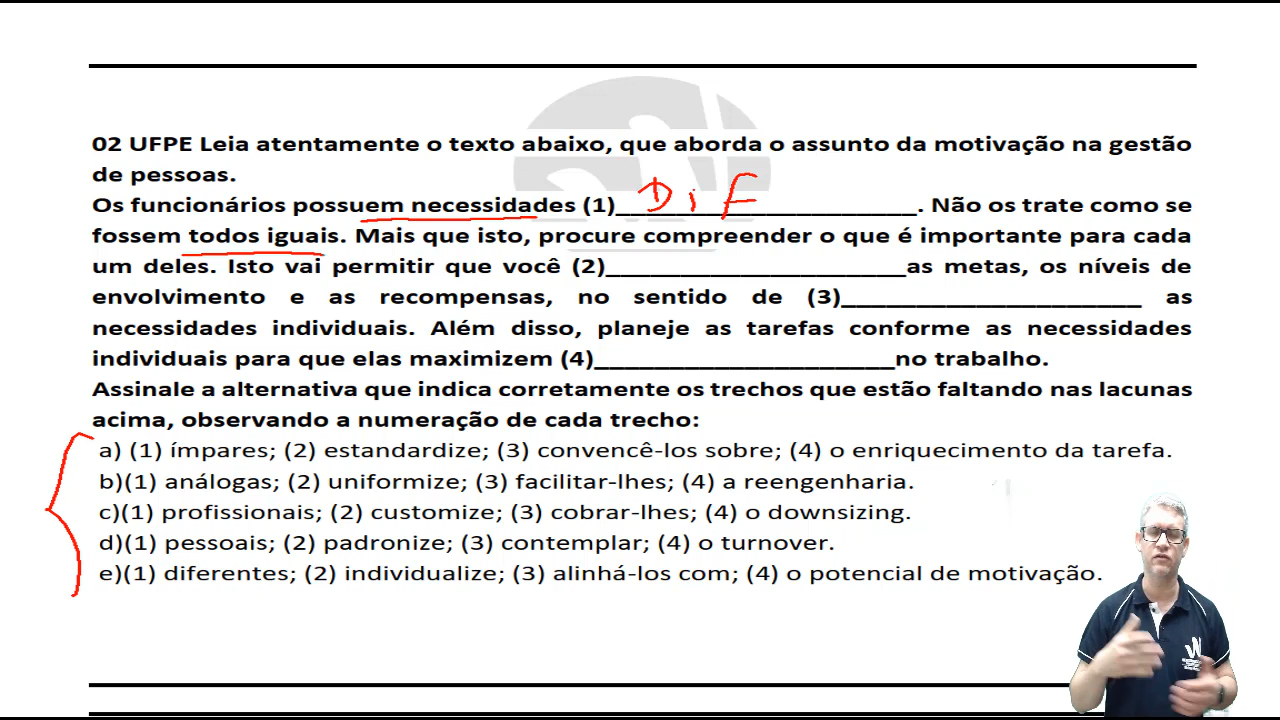 02 UFPE Leia atentamente o texto abaixo, que aborda o assunto da motivação na gestão
de pessoas.
Os funcionários possuem necessidades (1)____________________. Não os trate como se
DiF
fossem todos iguais. Mais que isto, procure compreender o que é importante para cada
um deles. Isto vai permitir que você (2)____________________as metas, os níveis de
envolvimento e as recompensas, no sentido de (3)____________________ as
necessidades individuais. Além disso, planeje as tarefas conforme as necessidades
individuais para que elas maximizem (4)____________________no trabalho.
Assinale a alternativa que indica corretamente os trechos que estão faltando nas lacunas
acima, observando a numeração de cada trecho:
a) (1) ímpares; (2) estandardize; (3) convencê-los sobre; (4) o enriquecimento da tarefa.
b)(1) análogas; (2) uniformize; (3) facilitar-lhes; (4) a reengenharia.
c)(1) profissionais; (2) customize; (3) cobrar-lhes; (4) o downsizing.
d)(1) pessoais; (2) padronize; (3) contemplar; (4) o turnover.
e)(1) diferentes; (2) individualize; (3) alinhá-los com; (4) o potencial de motivação.